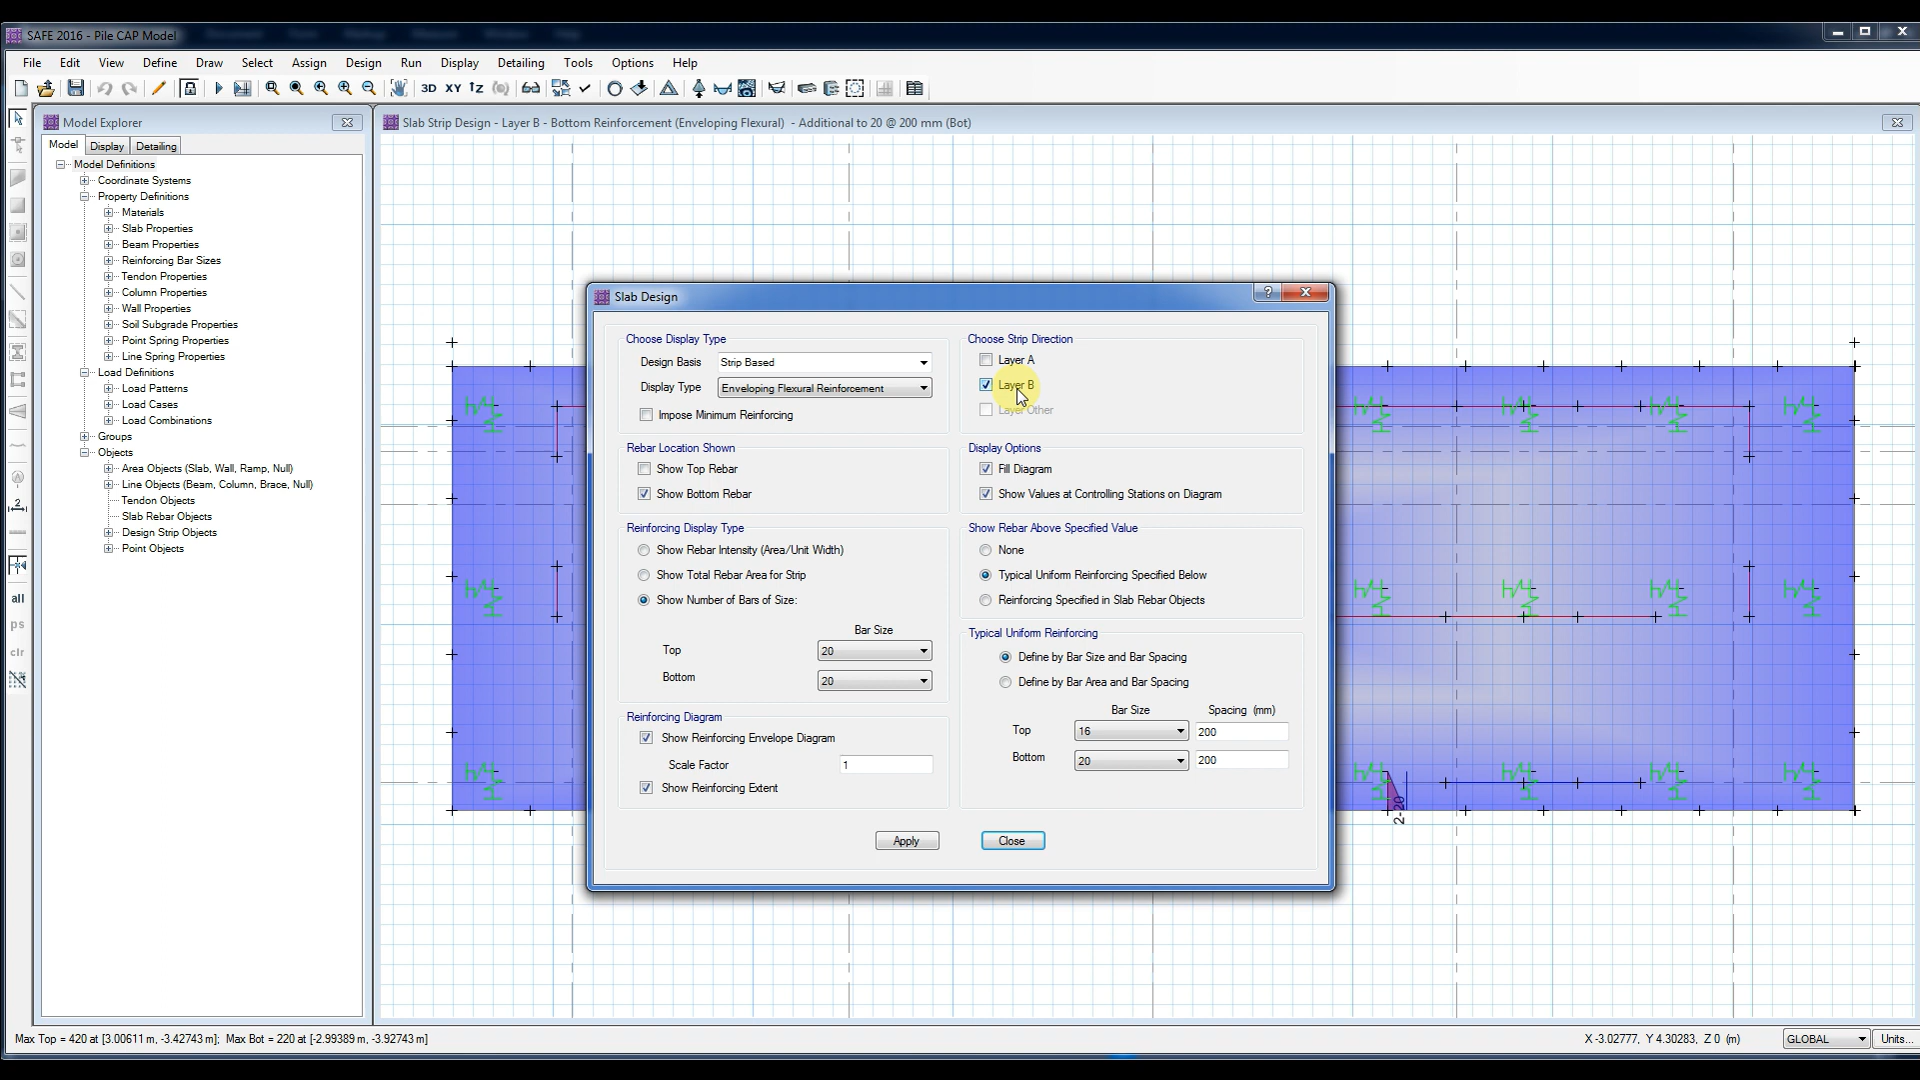 SAFE 2016 - Pile CAP Model
File Edit View Define Draw Select Assign Design Run Display Detailing Tools Options Help
3D XY
Model Explorer
Model Display Detailing
Model Definitions
Coordinate Systems
Property Definitions
Materials
Slab Properties
Beam Properties
Reinforcing Bar Sizes
Tendon Properties
Column Properties
Wall Properties
Soil Subgrade Properties
Point Spring Properties
Line Spring Properties
Load Definitions
Load Patterns
Load Cases
Load Combinations
Groups
Objects
Area Objects (Slab, Wall, Ramp, Null)
Line Objects (Beam, Column, Brace, Null)
Tendon Objects
Slab Rebar Objects
Design Strip Objects
Point Objects
all
ps
clr
Slab Strip Design - Layer B - Bottom Reinforcement (Enveloping Flexural) - Additional to 20 @ 200 mm (Bot)
Slab Design
Choose Display Type
Design Basis Strip Based
Display Type Enveloping Flexural Reinforcement
Impose Minimum Reinforcing
Rebar Location Shown
Show Top Rebar
Show Bottom Rebar
Reinforcing Display Type
Show Rebar Intensity (Area/Unit Width)
Show Total Rebar Area for Strip
Show Number of Bars of Size:
Bar Size
Top 20
Bottom 20
Reinforcing Diagram
Show Reinforcing Envelope Diagram
Scale Factor 1
Show Reinforcing Extent
Choose Strip Direction
Layer A
Layer B
Layer Other
Display Options
Fill Diagram
Show Values at Controlling Stations on Diagram
Show Rebar Above Specified Value
None
Typical Uniform Reinforcing Specified Below
Reinforcing Specified in Slab Rebar Objects
Typical Uniform Reinforcing
Define by Bar Size and Bar Spacing
Define by Bar Area and Bar Spacing
Bar Size Spacing (mm)
Top 16 200
Bottom 20 200
Apply Close
2-20
Max Top = 420 at [3.00611 m, -3.42743 m]; Max Bot = 220 at [-2.99389 m, -3.92743 m]
X -3.02777, Y 4.30283, Z 0 (m)
GLOBAL
Units...